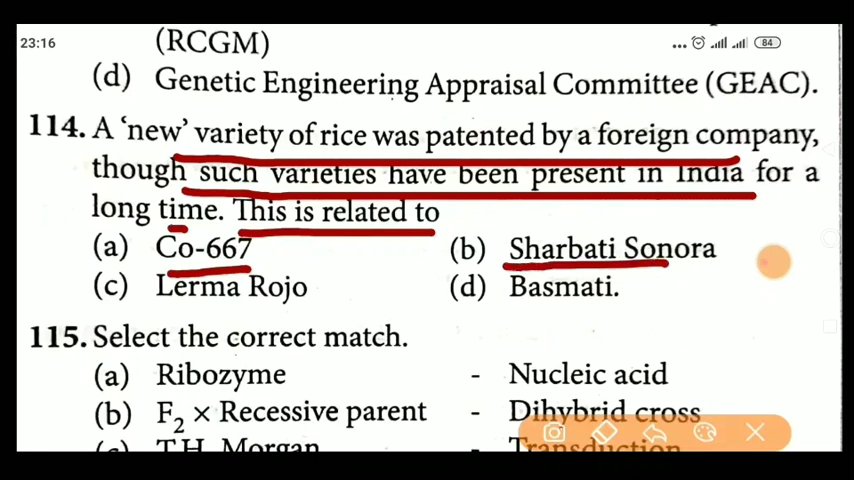 23:16
84
(RCGM)
(d) Genetic Engineering Appraisal Committee (GEAC).
114. A ‘new’ variety of rice was patented by a foreign company,
though such varieties have been present in India for a
long time. This is related to
(a) Co-667 (b) Sharbati Sonora
(c) Lerma Rojo (d) Basmati.
115. Select the correct match.
(a) Ribozyme - Nucleic acid
(b) F₂ × Recessive parent - Dihybrid cross
(c) T.H. Morgan - Transduction